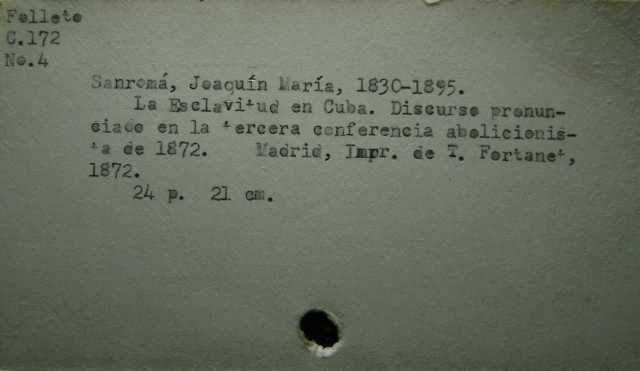 Folleto
C.172
No.4
Sanromá, Joaquín María, 1830-1895.
La Esclavitud en Cuba. Discurso pronun-
ciado en la tercera conferencia abolicionis-
ta de 1872. Madrid, Impr. de T. Fortanet,
1872.
24 p. 21 cm.